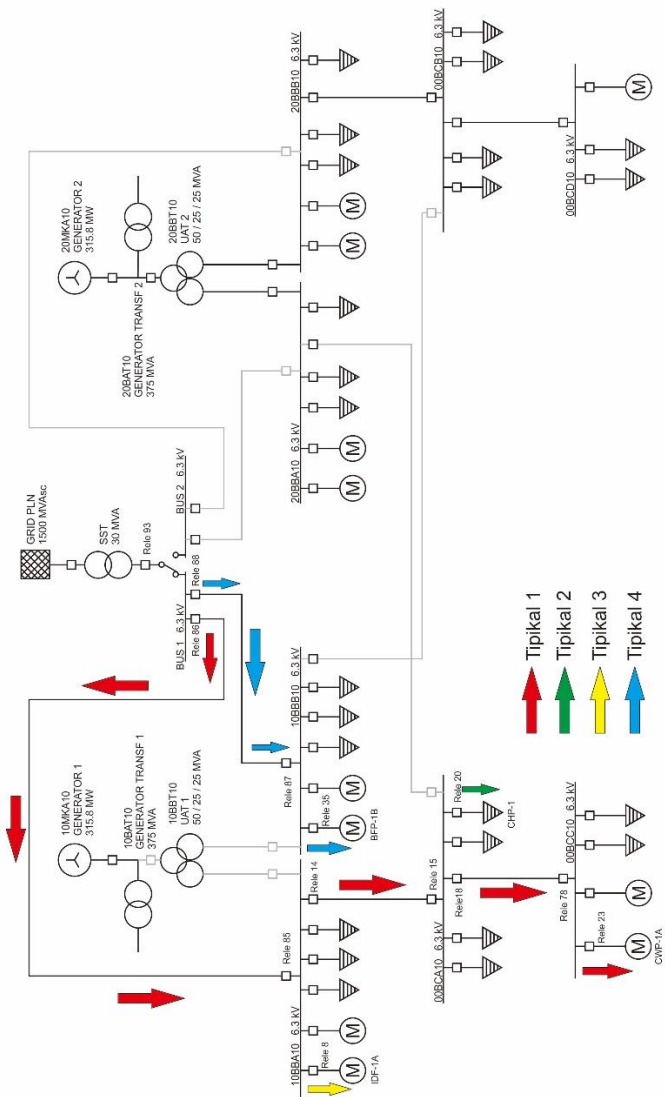 GRID PLN
1500 MVAsc
SST
30 MVA
Rele 93
BUS 1
6.3 kV
BUS 2
6.3 kV
Rele 86
Rele 88
10MKA10
GENERATOR 1
315.8 MW
10BAT10
GENERATOR TRANSF 1
375 MVA
10BBT10
UAT 1
50 / 25 / 25 MVA
20MKA10
GENERATOR 2
315.8 MW
20BAT10
GENERATOR TRANSF 2
375 MVA
20BBT10
UAT 2
50 / 25 / 25 MVA
Rele 85
Rele 14
Rele 87
10BBA10
6.3 kV
Rele 8
M
M
IDF-1A
Rele 35
M
M
BFP-1B
10BBB10
6.3 kV
20BBA10
6.3 kV
M
M
M
M
20BBB10
6.3 kV
Rele 15
Rele18
Rele 20
00BCA10
6.3 kV
6.3 kV
CHP-1
00BCB10
6.3 kV
Rele 78
Rele 23
M
M
CWP-1A
00BCC10
6.3 kV
00BCD10
6.3 kV
M
Tipikal 1
Tipikal 2
Tipikal 3
Tipikal 4